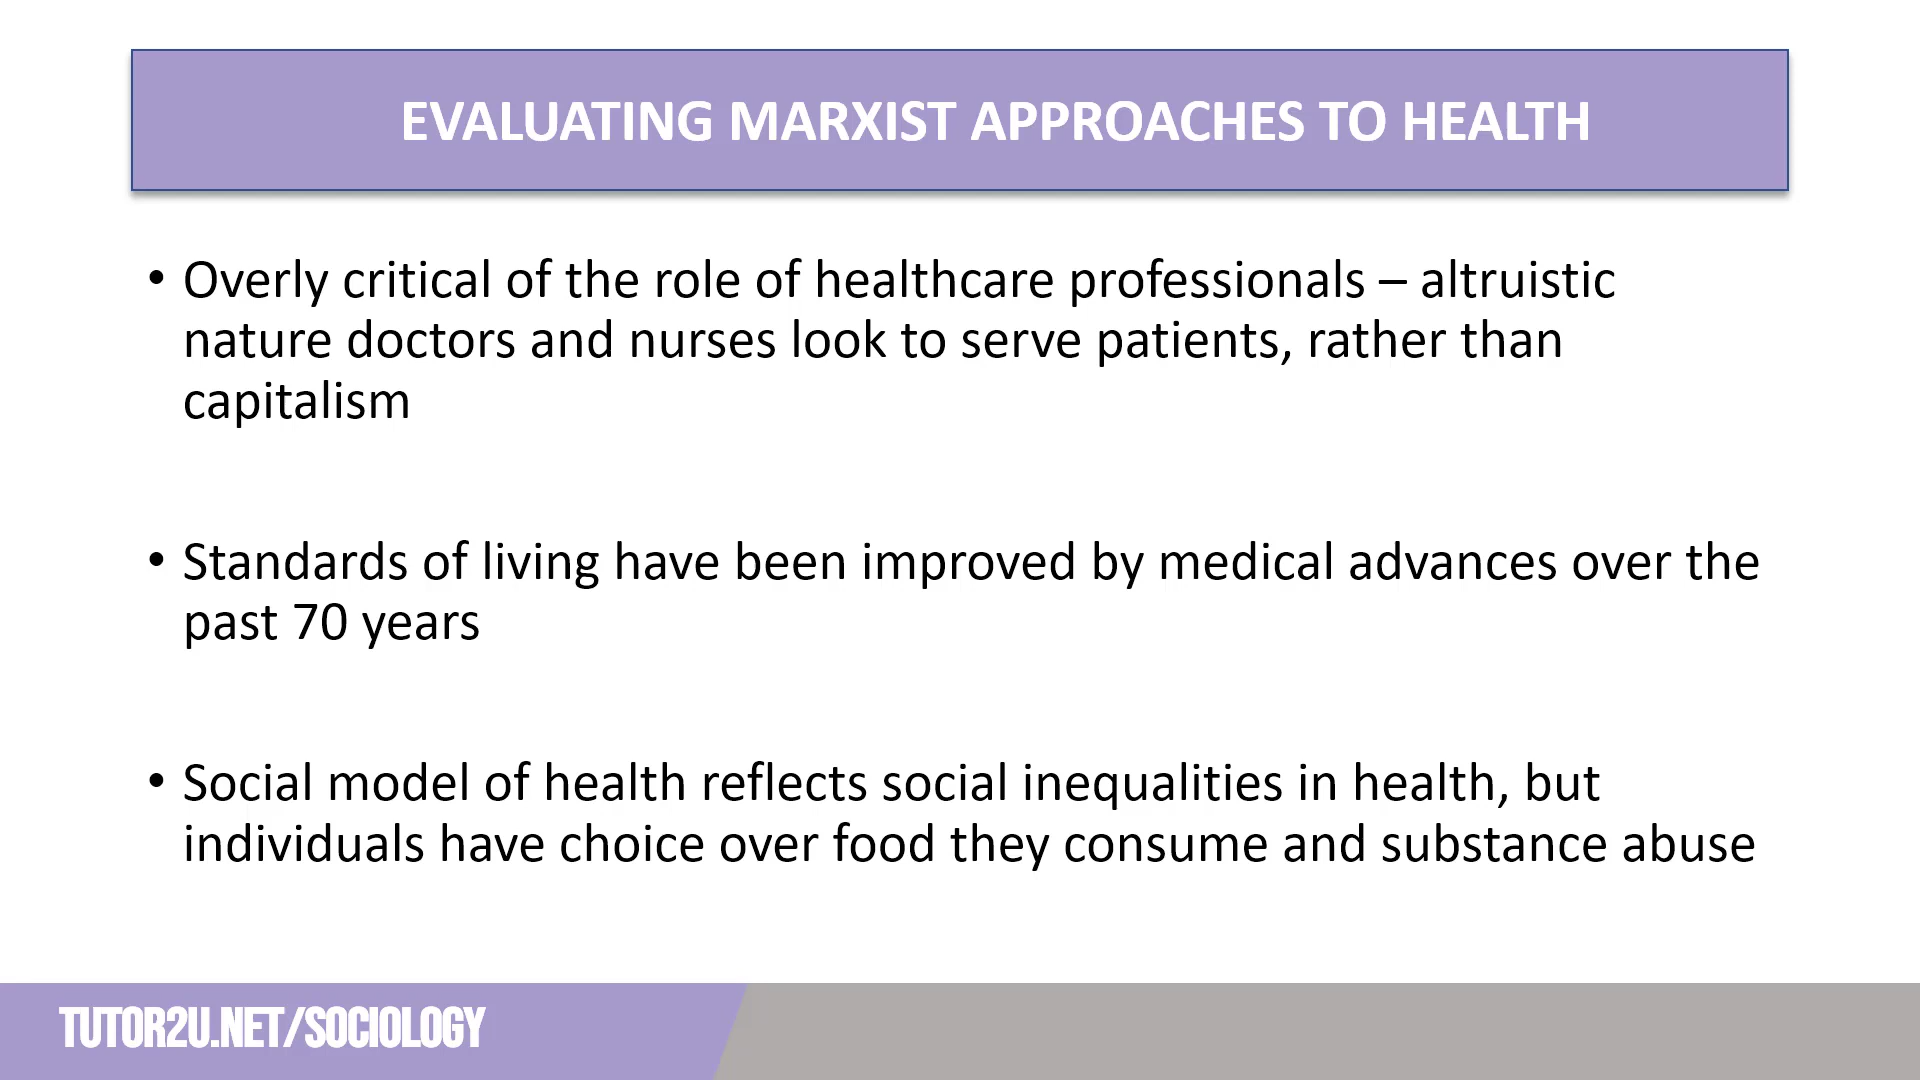 EVALUATING MARXIST APPROACHES TO HEALTH
• Overly critical of the role of healthcare professionals – altruistic
nature doctors and nurses look to serve patients, rather than
capitalism
• Standards of living have been improved by medical advances over the
past 70 years
• Social model of health reflects social inequalities in health, but
individuals have choice over food they consume and substance abuse
TUTOR2U.NET/SOCIOLOGY